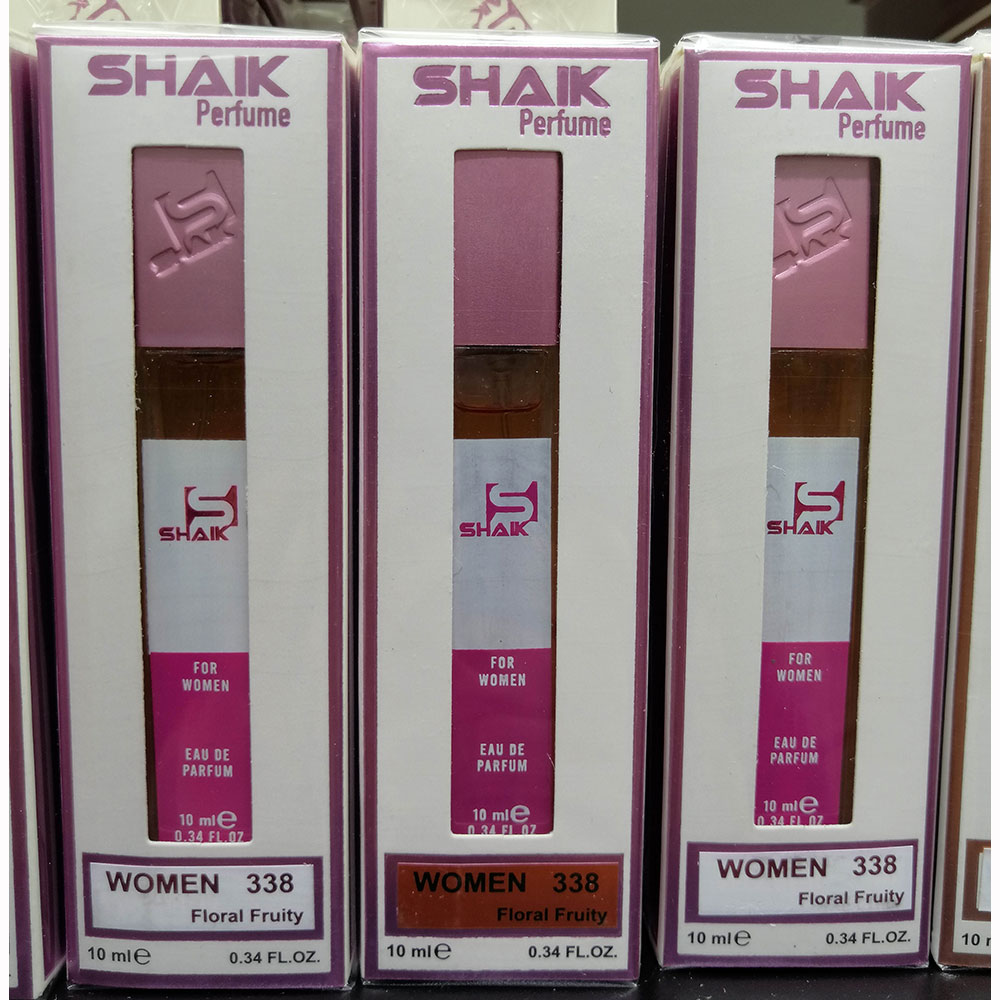 SHAIK
Perfume
SHAIK
FOR
WOMEN
EAU DE
PARFUM
10 ml e
0.34 FL.OZ
WOMEN 338
Floral Fruity
10 ml e 0.34 FL.OZ.
SHAIK
Perfume
SHAIK
FOR
WOMEN
EAU DE
PARFUM
10 ml e
0.34 FL.OZ
WOMEN 338
Floral Fruity
10 ml e 0.34 FL.OZ.
SHAIK
Perfume
SHAIK
FOR
WOMEN
EAU DE
PARFUM
10 ml e
0.34 FL.OZ
WOMEN 338
Floral Fruity
10 ml e 0.34 FL.OZ.
10